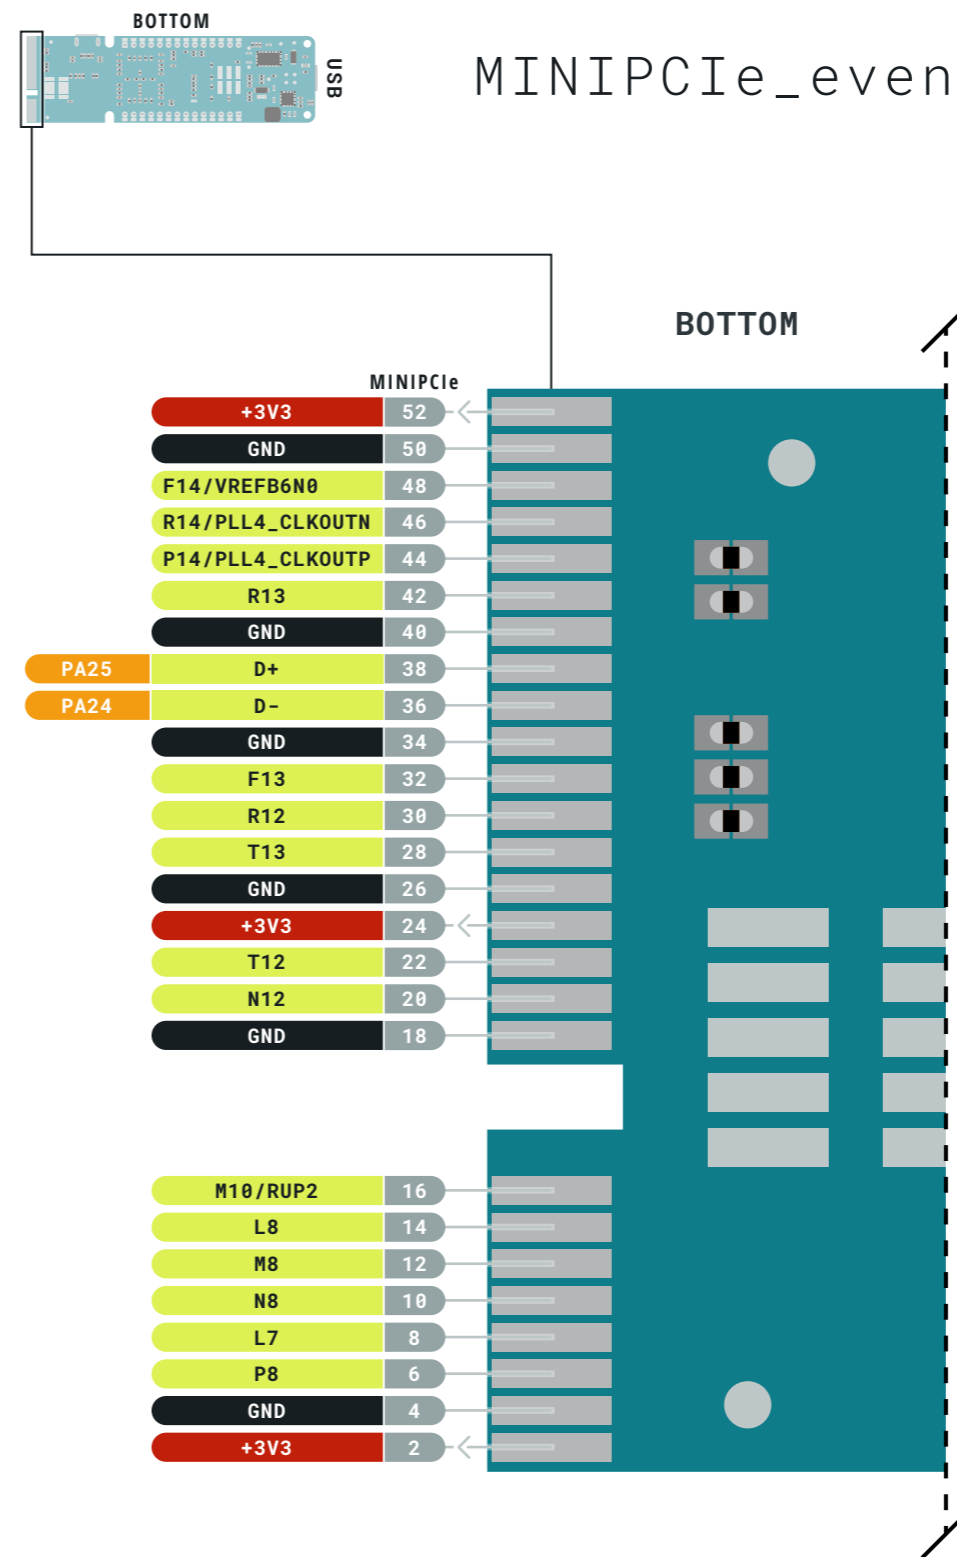 BOTTOM
USB
MINIPCIe_even
BOTTOM
MINIPCIe
+3V3 52
GND 50
F14/VREFB6N0 48
R14/PLL4_CLKOUTN 46
P14/PLL4_CLKOUTP 44
R13 42
GND 40
PA25 D+ 38
PA24 D- 36
GND 34
F13 32
R12 30
T13 28
GND 26
+3V3 24
T12 22
N12 20
GND 18
M10/RUP2 16
L8 14
M8 12
N8 10
L7 8
P8 6
GND 4
+3V3 2